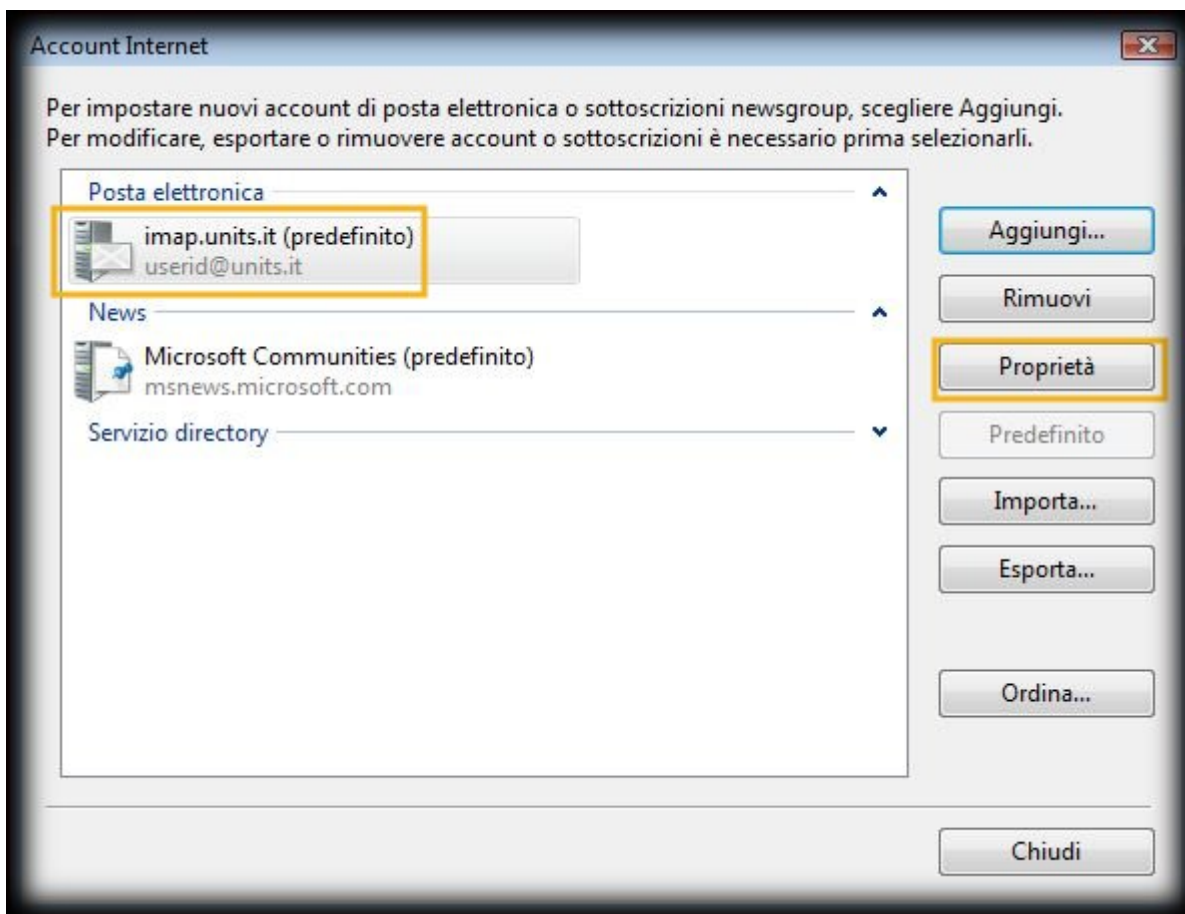 Account Internet
Per impostare nuovi account di posta elettronica o sottoscrizioni newsgroup, scegliere Aggiungi.
Per modificare, esportare o rimuovere account o sottoscrizioni è necessario prima selezionarli.
Posta elettronica
imap.units.it (predefinito)
userid@units.it
News
Microsoft Communities (predefinito)
msnews.microsoft.com
Servizio directory
Aggiungi...
Rimuovi
Proprietà
Predefinito
Importa...
Esporta...
Ordina...
Chiudi